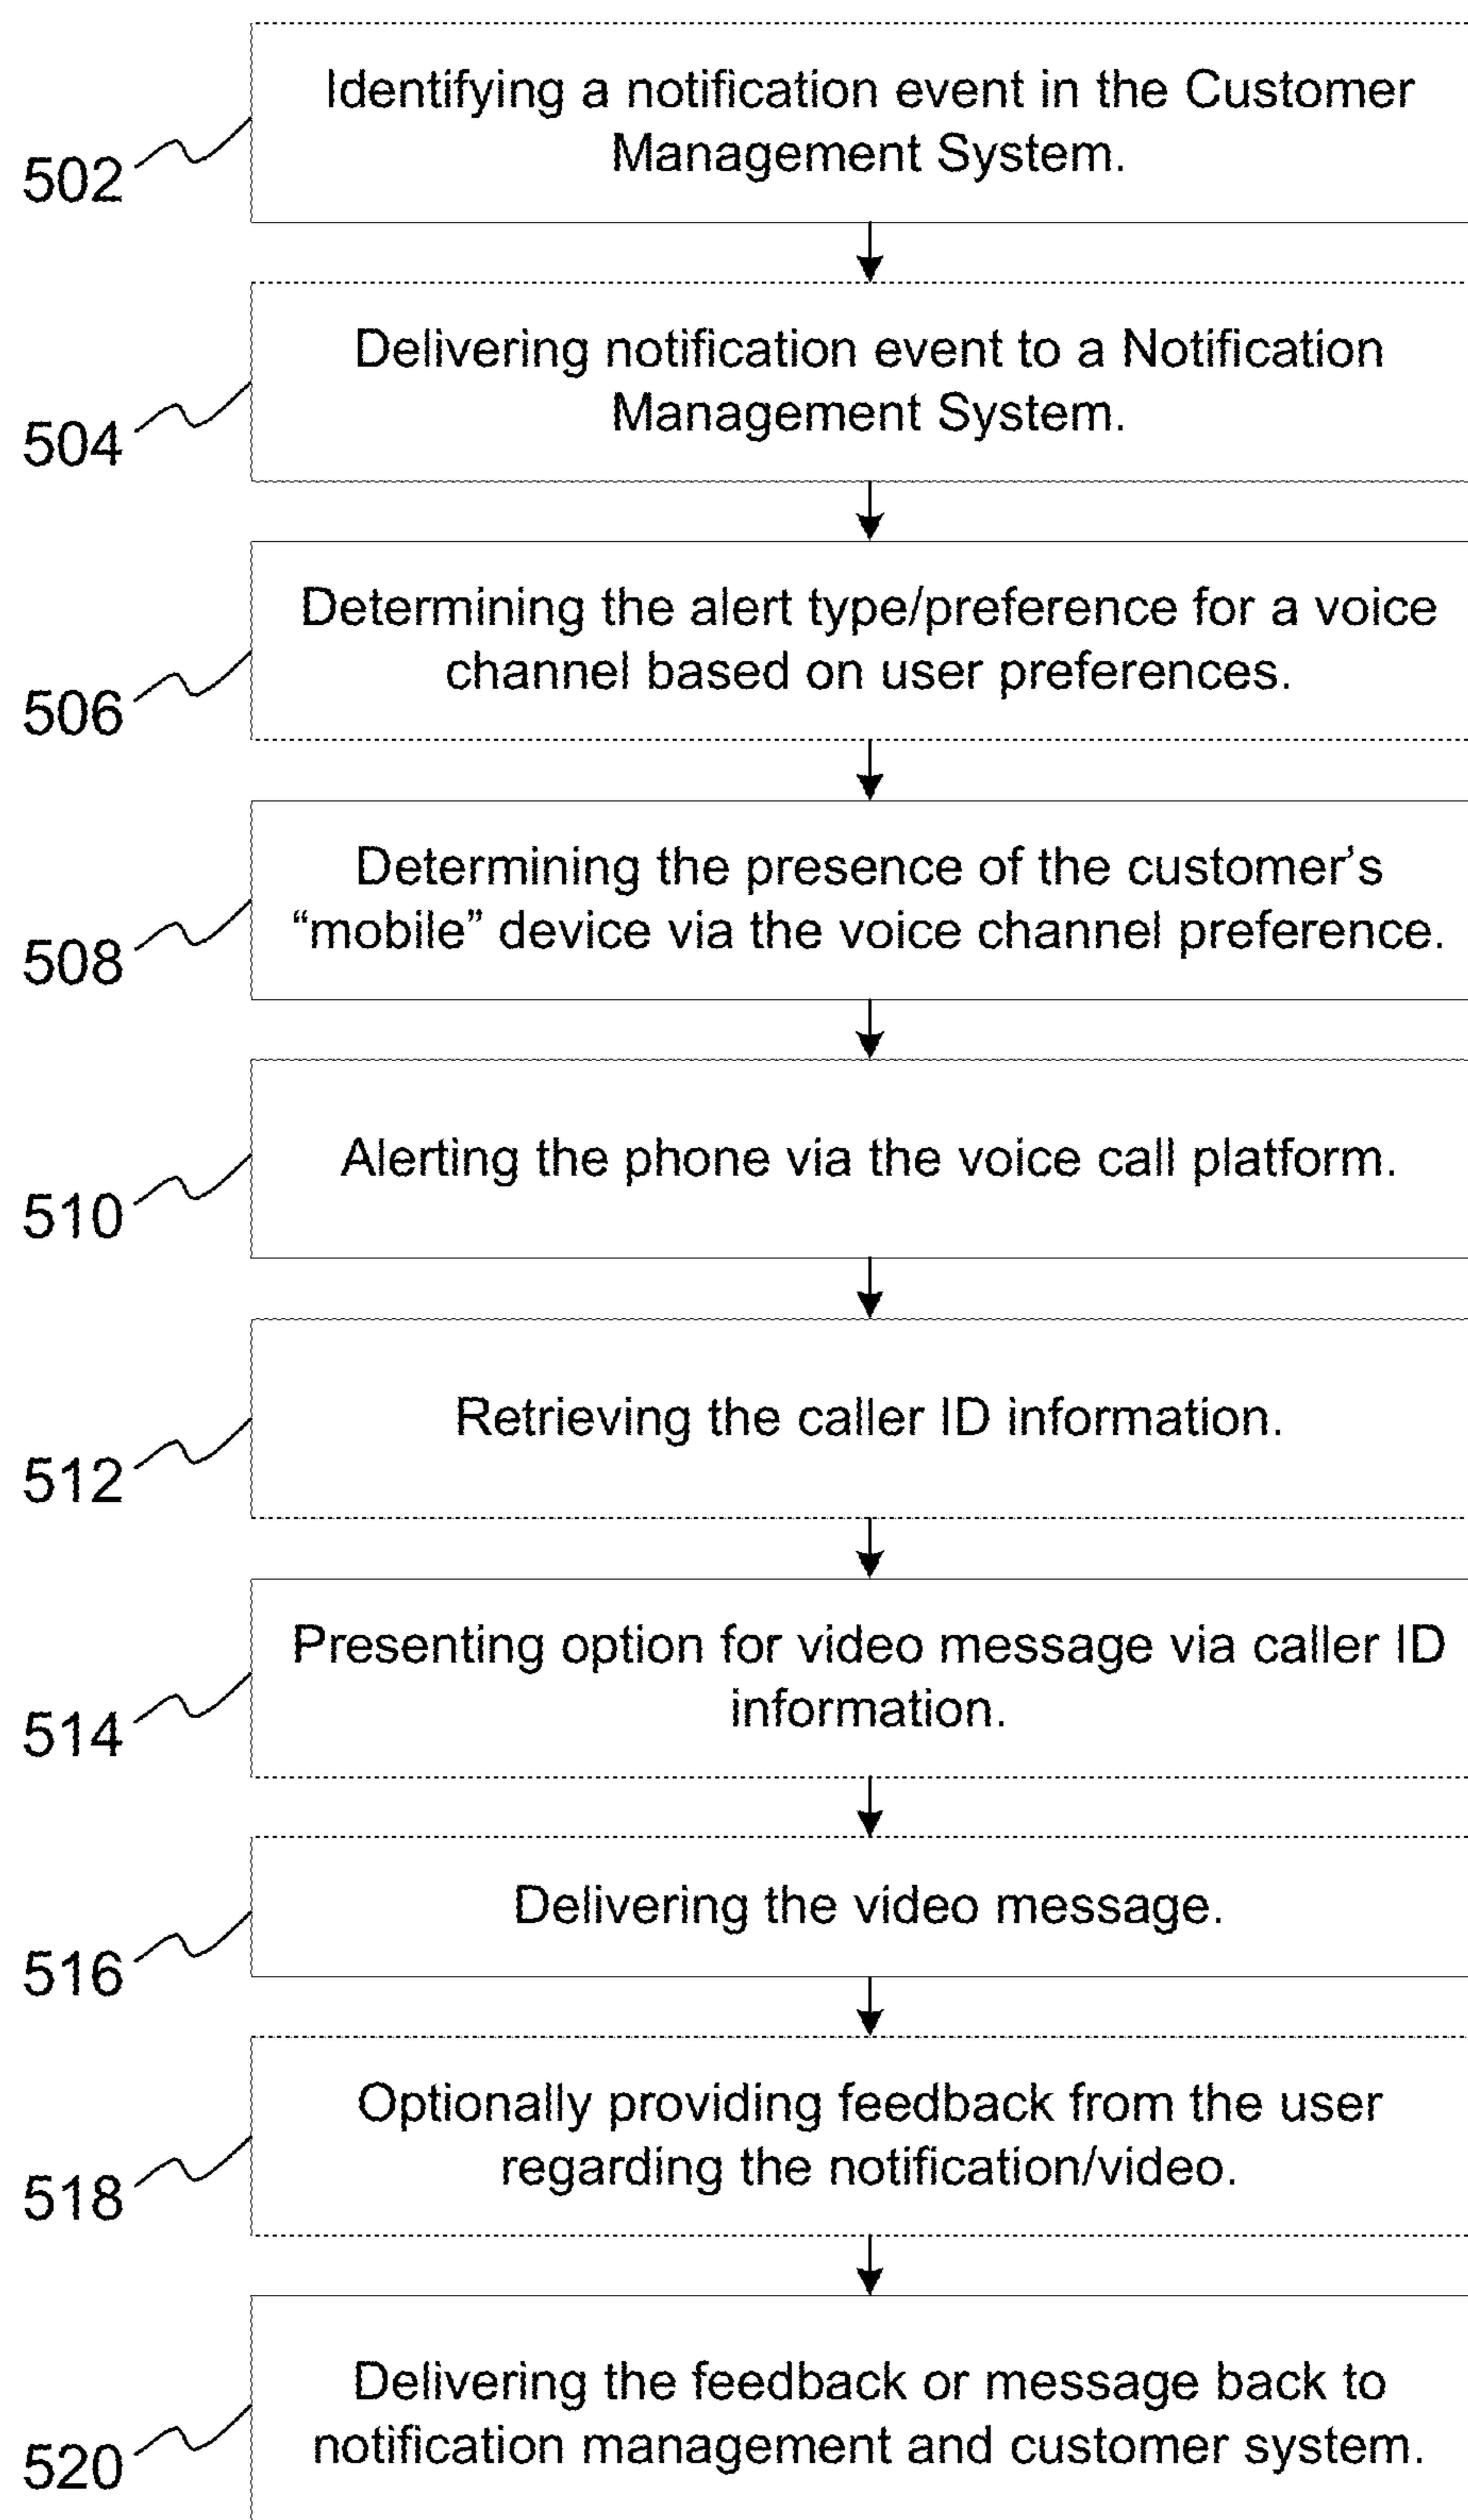 Identifying a notification event in the Customer
Management System.
502
Delivering notification event to a Notification
Management System.
504
Determining the alert type/preference for a voice
channel based on user preferences.
506
Determining the presence of the customer’s
“mobile” device via the voice channel preference.
508
Alerting the phone via the voice call platform.
510
Retrieving the caller ID information.
512
Presenting option for video message via caller ID
information.
514
Delivering the video message.
516
Optionally providing feedback from the user
regarding the notification/video.
518
Delivering the feedback or message back to
notification management and customer system.
520